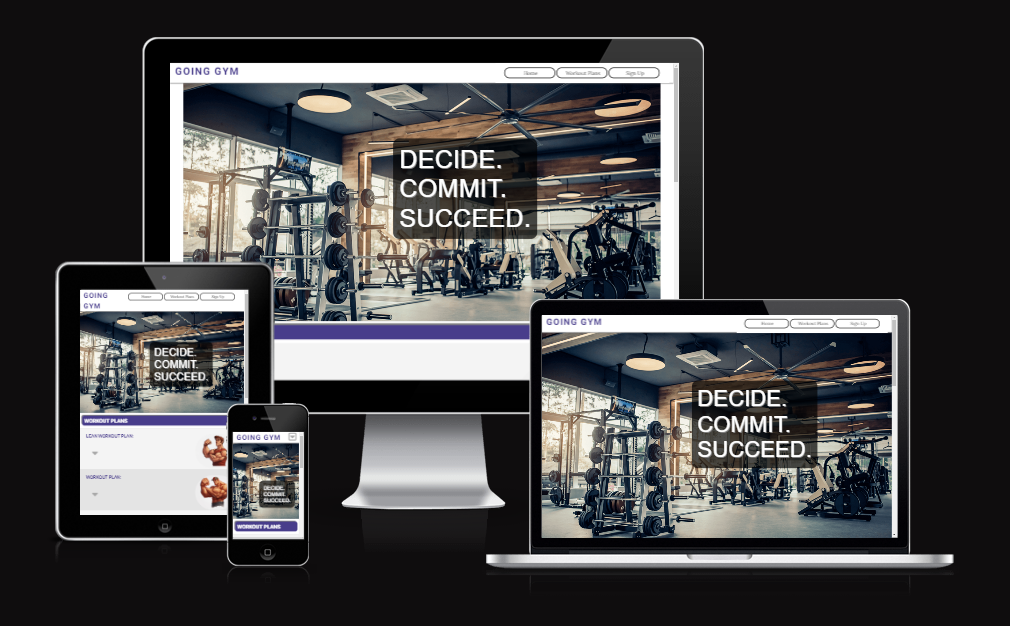 GOING GYM
Home
Workout Plans
Sign Up
DECIDE.
COMMIT.
SUCCEED.
GOING
GYM
Home
Workout Plans
Sign Up
DECIDE.
COMMIT.
SUCCEED.
WORKOUT PLANS
LEAN WORKOUT PLAN:
WORKOUT PLAN:
GOING GYM
DECIDE.
COMMIT.
SUCCEED.
WORKOUT PLANS
GOING GYM
Home
Workout Plans
Sign Up
DECIDE.
COMMIT.
SUCCEED.